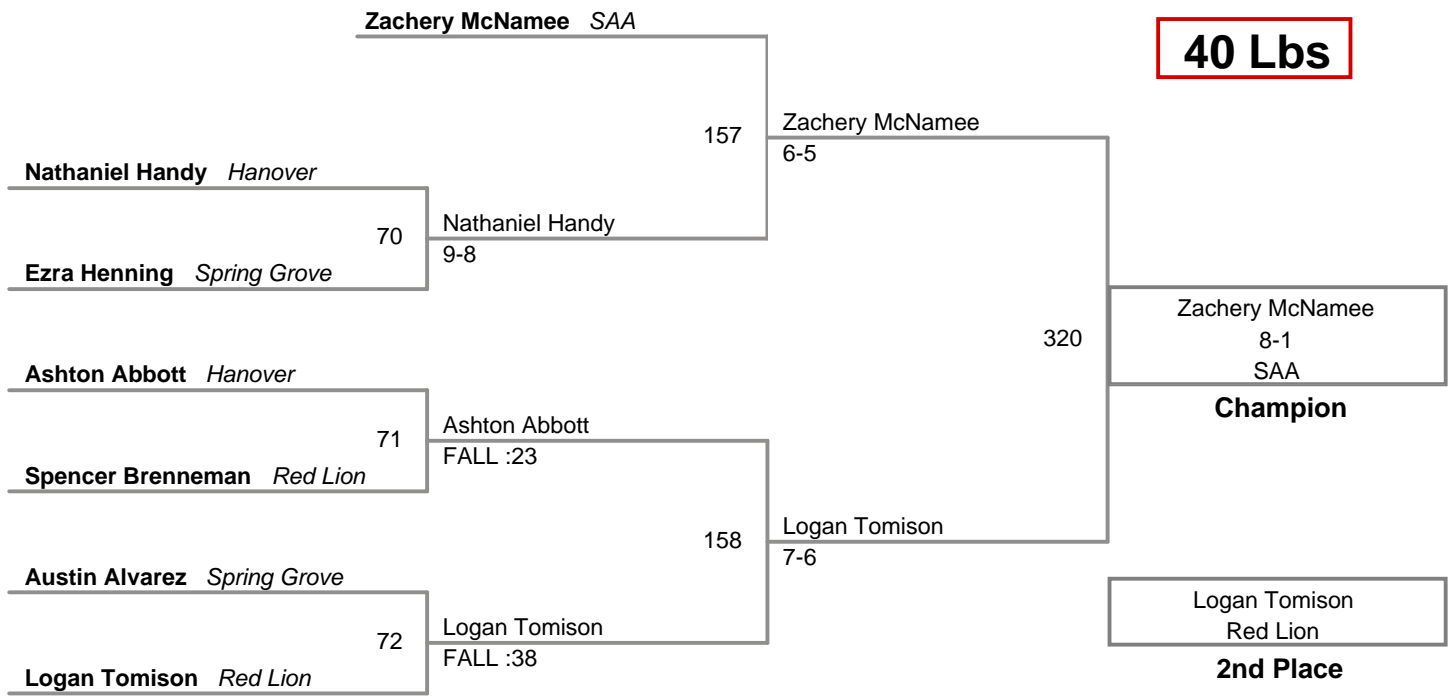 Zachery McNamee SAA
40 Lbs
157
Zachery McNamee
6-5
Nathaniel Handy Hanover
70
Nathaniel Handy
9-8
Ezra Henning Spring Grove
320
Zachery McNamee
8-1
SAA
Champion
Ashton Abbott Hanover
71
Ashton Abbott
FALL :23
Spencer Brenneman Red Lion
158
Logan Tomison
7-6
Austin Alvarez Spring Grove
72
Logan Tomison
FALL :38
Logan Tomison Red Lion
Logan Tomison
Red Lion
2nd Place